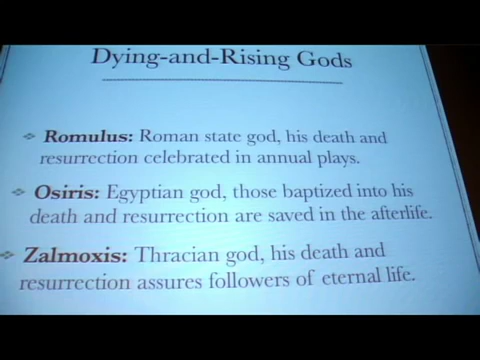 Dying-and-Rising Gods
Romulus: Roman state god, his death and
resurrection celebrated in annual plays.
Osiris: Egyptian god, those baptized into his
death and resurrection are saved in the afterlife.
Zalmoxis: Thracian god, his death and
resurrection assures followers of eternal life.